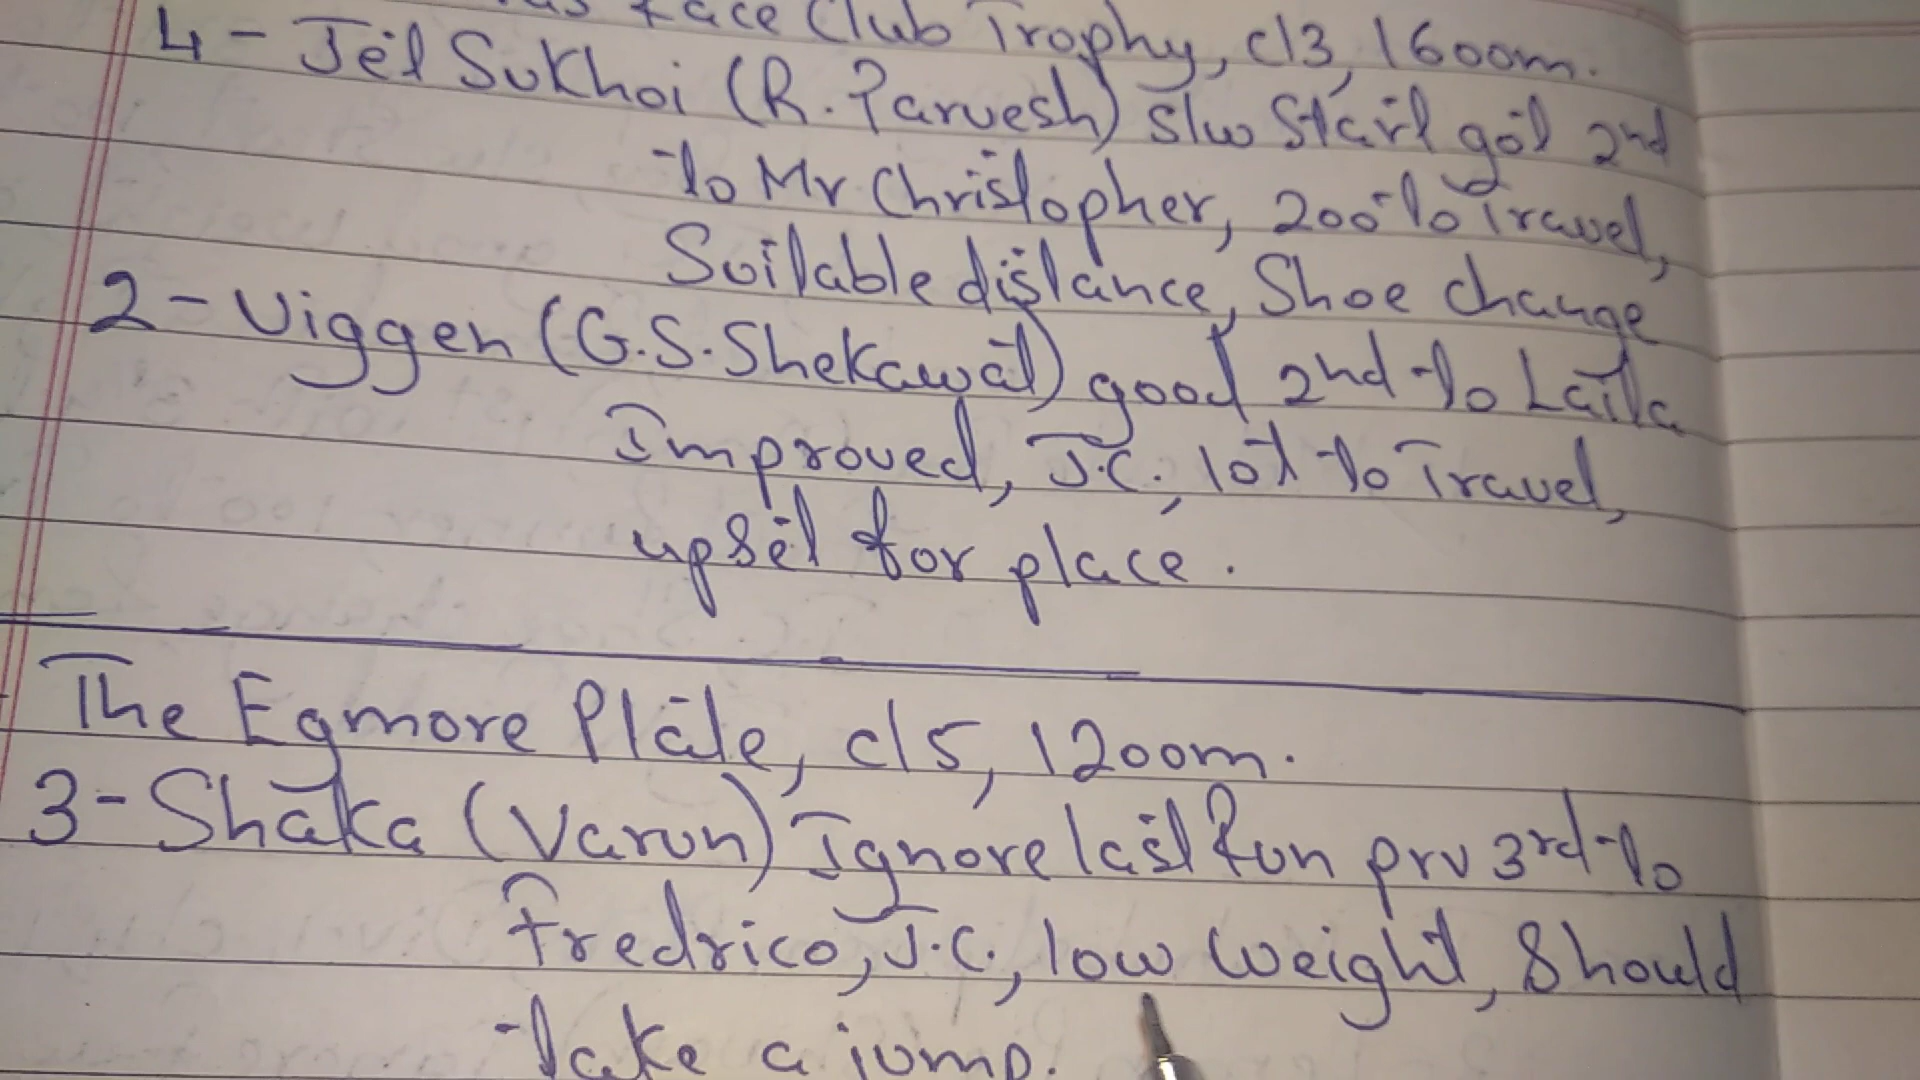 Race Club Trophy, cl3, 1600m.
4- Jet Sukhoi (R. Parvesh) slw Start got 2nd
to Mr Christopher, 200 to Travel,
Suitable distance, Shoe change
2- Viggen (G.S. Shekawat) good 2nd to Laila
Improved, J.C., lot to Travel,
upset for place.
The Egmore Plate, cl5, 1200m.
3- Shaka (Varun) Ignore last Run prv 3rd to
Fredrico, J.C., low weight, Should
take a jump.